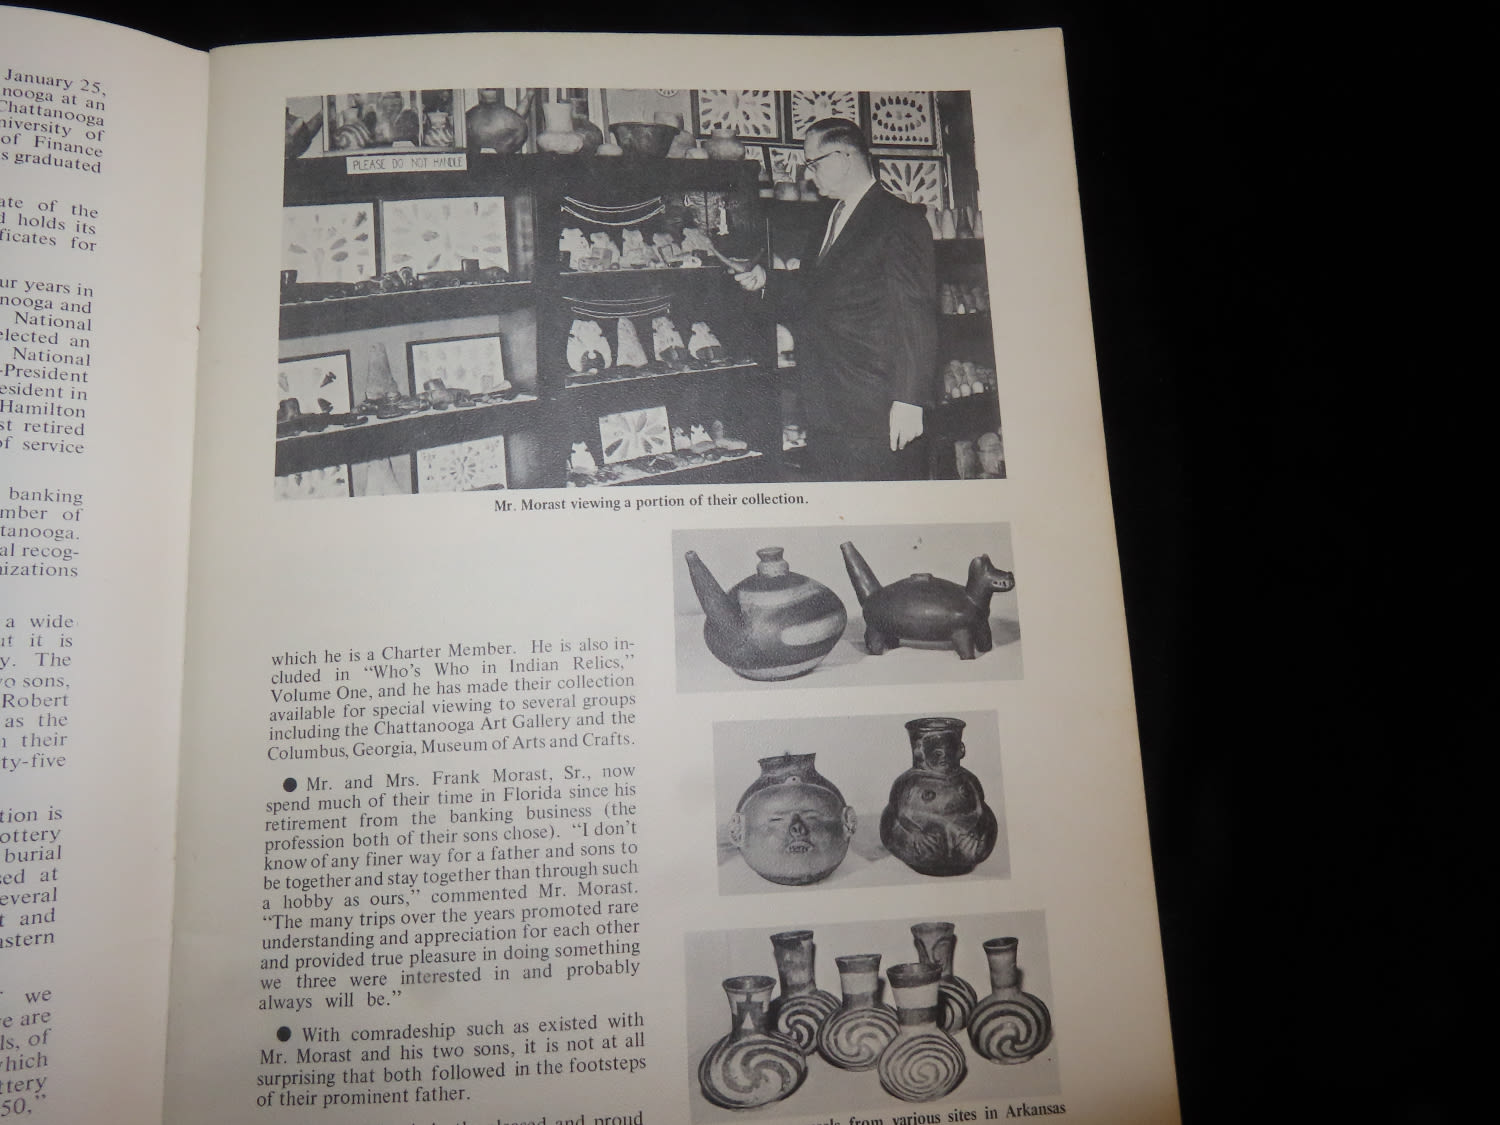 January 25,
nooga at an
Chattanooga
niversity of
of Finance
s graduated
ate of the
d holds its
ficates for
ur years in
nooga and
National
elected an
National
-President
esident in
Hamilton
st retired
of service
banking
mber of
tanooga.
al recog-
nizations
a wide
ut it is
y. The
vo sons,
Robert
as the
n their
ty-five
tion is
ottery
burial
sed at
everal
t and
astern
we
e are
ls, of
which
ttery
50,”
PLEASE DO NOT HANDLE
Mr. Morast viewing a portion of their collection.
which he is a Charter Member. He is also in-
cluded in “Who’s Who in Indian Relics,”
Volume One, and he has made their collection
available for special viewing to several groups
including the Chattanooga Art Gallery and the
Columbus, Georgia, Museum of Arts and Crafts.
● Mr. and Mrs. Frank Morast, Sr., now
spend much of their time in Florida since his
retirement from the banking business (the
profession both of their sons chose). “I don’t
know of any finer way for a father and sons to
be together and stay together than through such
a hobby as ours,” commented Mr. Morast.
“The many trips over the years promoted rare
understanding and appreciation for each other
and provided true pleasure in doing something
we three were interested in and probably
always will be.”
● With comradeship such as existed with
Mr. Morast and his two sons, it is not at all
surprising that both followed in the footsteps
of their prominent father.
and proud
from various sites in Arkansas